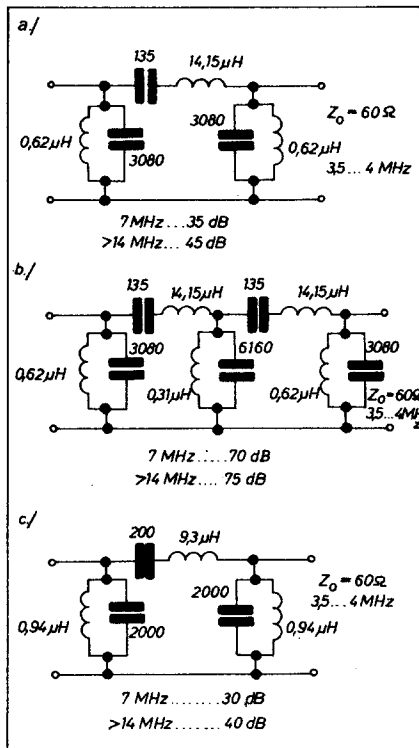 a./
135
14,15µH
0,62µH
3080
3080
0,62µH
Z₀ = 60Ω
3,5 ... 4 MHz
7 MHz ... 35 dB
>14 MHz ... 45 dB
b./
135
14,15µH
135
14,15µH
0,62µH
3080
0,31µH
6160
0,62µH
3080
Z₀ = 60Ω
3,5 ... 4 MHz
7 MHz ...... 70 dB
>14 MHz .... 75 dB
c./
200
9,3µH
0,94µH
2000
2000
0,94µH
Z₀ = 60Ω
3,5 ... 4 MHz
7 MHz ......... 30 dB
>14 MHz ....... 40 dB